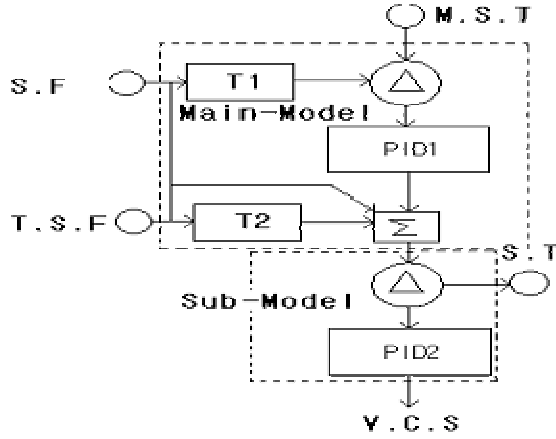 M.S.T
S.F
T1
Δ
Main-Model
PID1
T.S.F
T2
Σ
S.T
Δ
Sub-Model
PID2
V.C.S